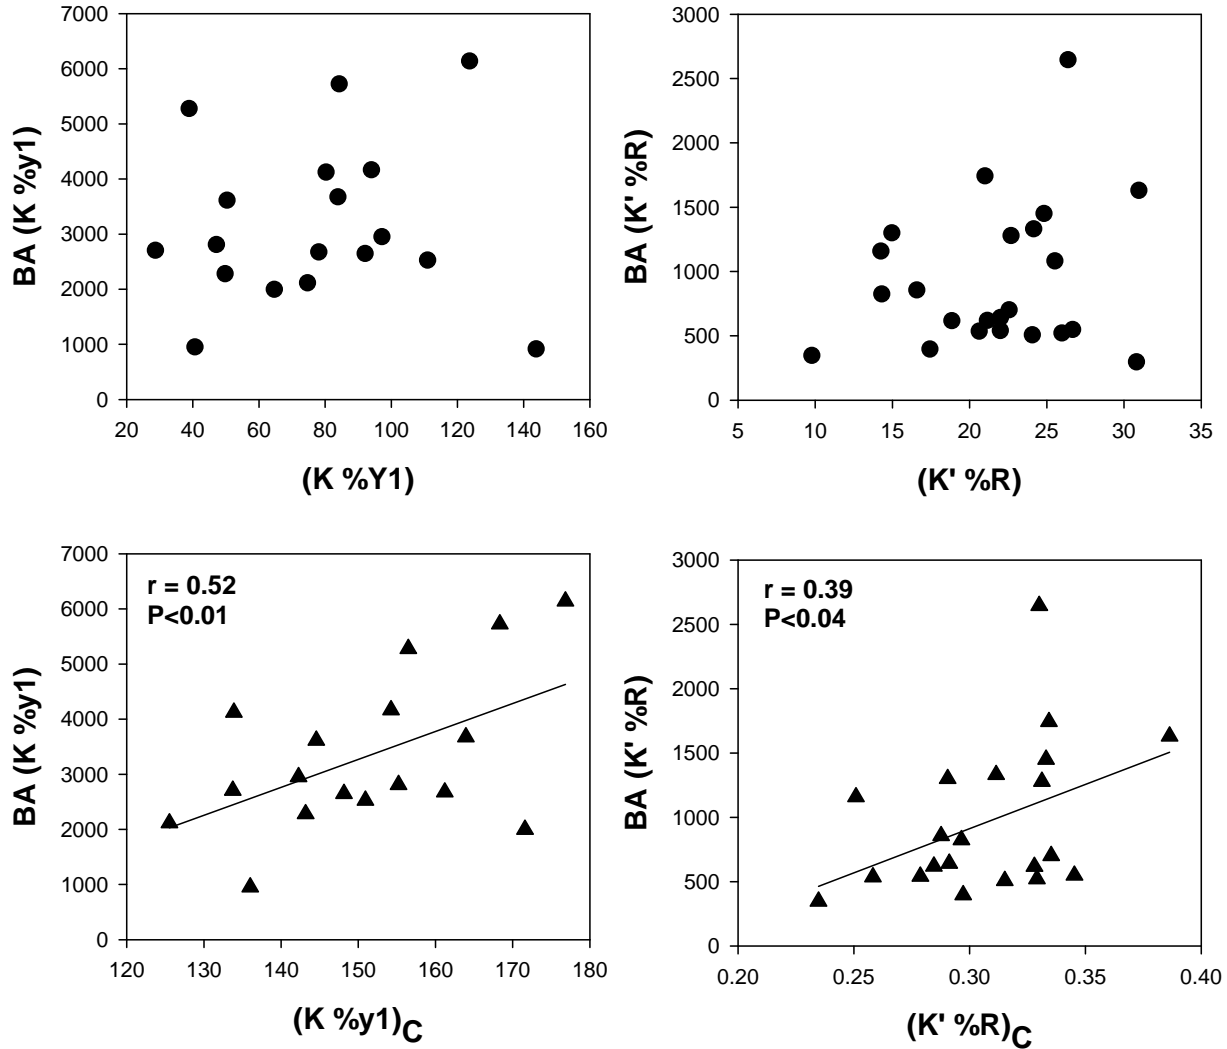 7000
6000
5000
4000
3000
2000
1000
0
BA (K %y1)
20 40 60 80 100 120 140 160
(K %Y1)
3000
2500
2000
1500
1000
500
0
BA (K' %R)
5 10 15 20 25 30 35
(K' %R)
7000
6000
5000
4000
3000
2000
1000
0
BA (K %y1)
r = 0.52
P<0.01
120 130 140 150 160 170 180
(K %y1)C
3000
2500
2000
1500
1000
500
0
BA (K' %R)
r = 0.39
P<0.04
0.20 0.25 0.30 0.35 0.40
(K' %R)C